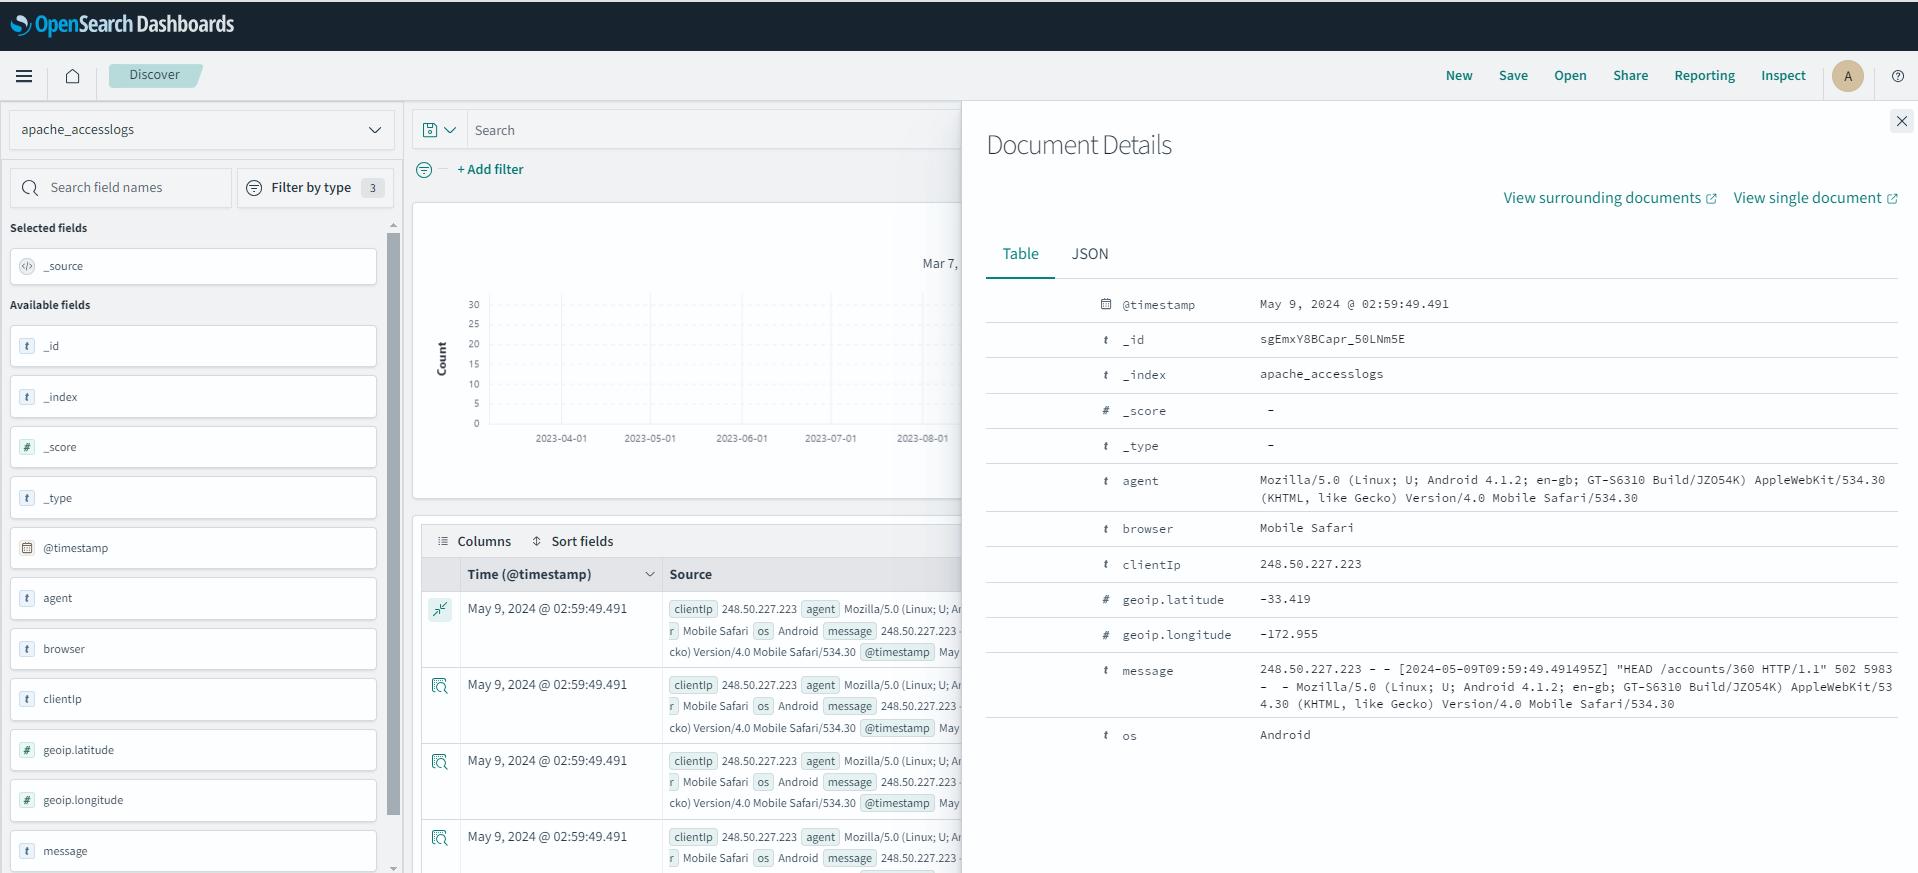 OpenSearch Dashboards
Discover
New Save Open Share Reporting Inspect A
apache_accesslogs
Search field names
Filter by type 3
Selected fields
_source
Available fields
t _id
t _index
# _score
t _type
@timestamp
t agent
t browser
t clientIp
# geoip.latitude
# geoip.longitude
t message
Search
+ Add filter
Mar 7,
Count
30
25
20
15
10
5
0
2023-04-01 2023-05-01 2023-06-01 2023-07-01 2023-08-01
Columns Sort fields
Time (@timestamp) Source
May 9, 2024 @ 02:59:49.491 clientIp 248.50.227.223 agent Mozilla/5.0 (Linux; U;
r Mobile Safari os Android message 248.50.227.223 -
cko) Version/4.0 Mobile Safari/534.30 @timestamp May
May 9, 2024 @ 02:59:49.491 clientIp 248.50.227.223 agent Mozilla/5.0 (Linux; U;
r Mobile Safari os Android message 248.50.227.223 -
cko) Version/4.0 Mobile Safari/534.30 @timestamp May
May 9, 2024 @ 02:59:49.491 clientIp 248.50.227.223 agent Mozilla/5.0 (Linux; U;
r Mobile Safari os Android message 248.50.227.223 -
cko) Version/4.0 Mobile Safari/534.30 @timestamp May
May 9, 2024 @ 02:59:49.491 clientIp 248.50.227.223 agent Mozilla/5.0 (Linux; U;
r Mobile Safari os Android message 248.50.227.223 -
Document Details
View surrounding documents View single document
Table JSON
@timestamp May 9, 2024 @ 02:59:49.491
t _id sgEmxY8BCapr_50LNm5E
t _index apache_accesslogs
# _score -
t _type -
t agent Mozilla/5.0 (Linux; U; Android 4.1.2; en-gb; GT-S6310 Build/JZO54K) AppleWebKit/534.30
(KHTML, like Gecko) Version/4.0 Mobile Safari/534.30
t browser Mobile Safari
t clientIp 248.50.227.223
# geoip.latitude -33.419
# geoip.longitude -172.955
t message 248.50.227.223 - - [2024-05-09T09:59:49.491495Z] "HEAD /accounts/360 HTTP/1.1" 502 5983
- - Mozilla/5.0 (Linux; U; Android 4.1.2; en-gb; GT-S6310 Build/JZO54K) AppleWebKit/53
4.30 (KHTML, like Gecko) Version/4.0 Mobile Safari/534.30
t os Android